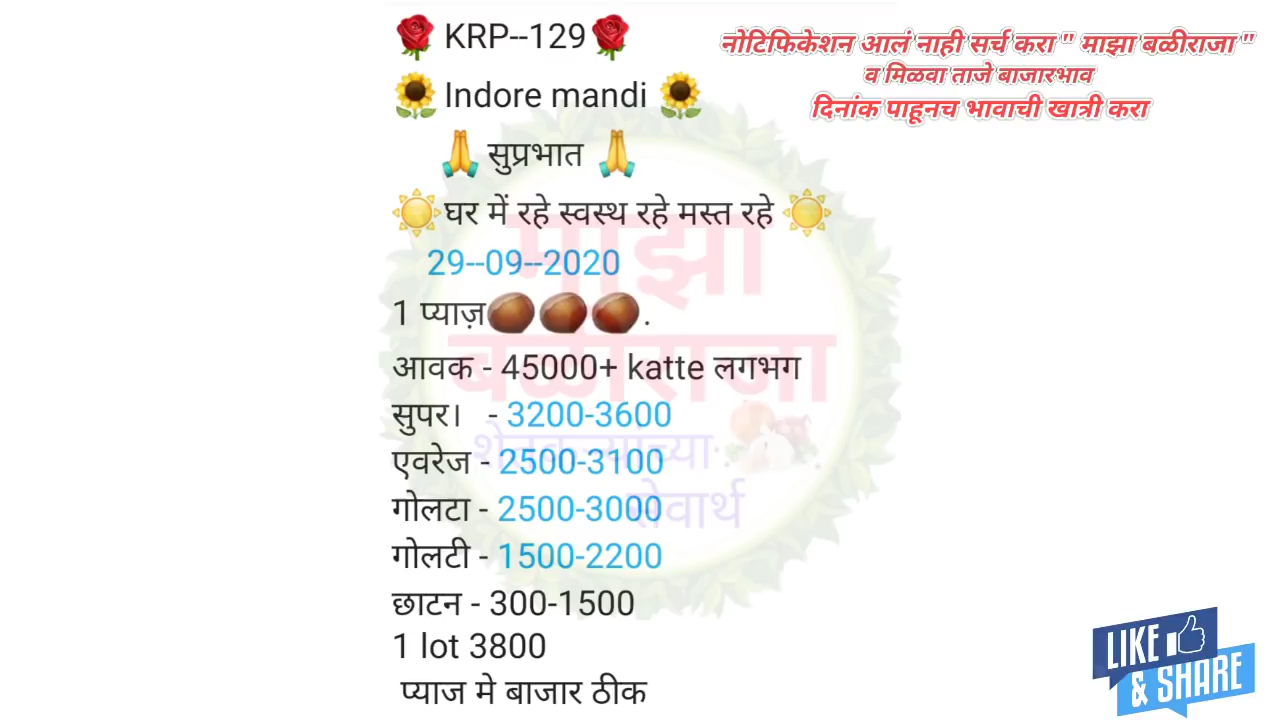 🌹 KRP--129🌹
🌻 Indore mandi 🌻
🙏 सुप्रभात 🙏
🌞घर में रहे स्वस्थ रहे मस्त रहे 🌞
29--09--2020
1 प्याज़🌰🌰🌰.
आवक - 45000+ katte लगभग
सुपर। - 3200-3600
एवरेज - 2500-3100
गोलटा - 2500-3000
गोलटी - 1500-2200
छाटन - 300-1500
1 lot 3800
प्याज मे बाजार ठीक
नोटिफिकेशन आलं नाही सर्च करा " माझा बळीराजा "
व मिळवा ताजे बाजारभाव
दिनांक पाहूनच भावाची खात्री करा
माझा
बळीराजा
शेतकऱ्यांच्या
सेवार्थ
LIKE
& SHARE